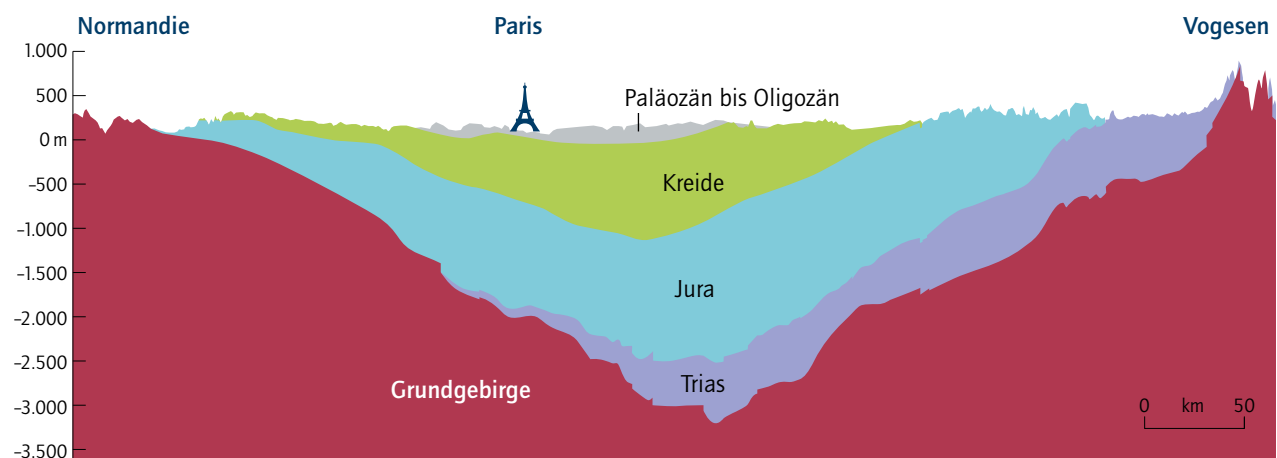 Normandie
Paris
Vogesen
1.000
500
0 m
–500
–1.000
–1.500
–2.000
–2.500
–3.000
–3.500
Paläozän bis Oligozän
Kreide
Jura
Trias
Grundgebirge
0 km 50